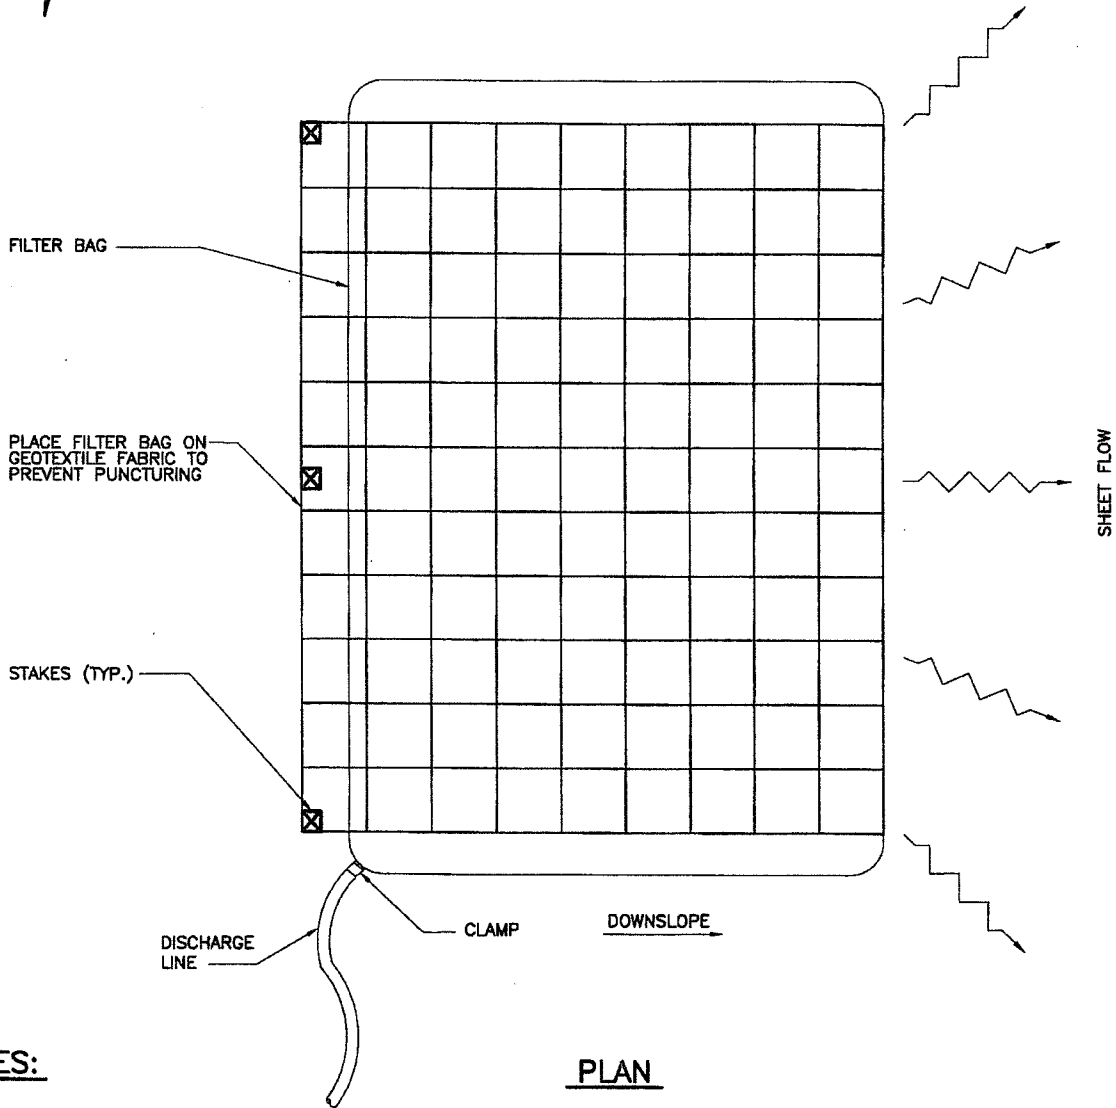 FILTER BAG
PLACE FILTER BAG ON
GEOTEXTILE FABRIC TO
PREVENT PUNCTURING
SHEET FLOW
STAKES (TYP.)
DISCHARGE
LINE
CLAMP
DOWNSLOPE
ES:
PLAN